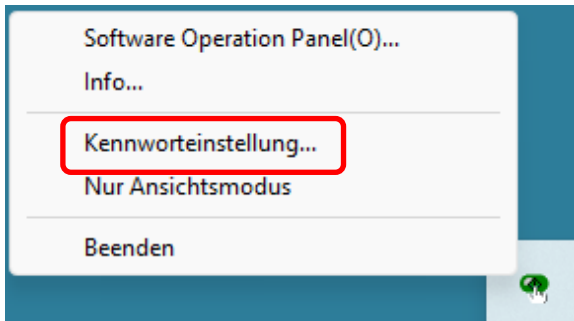 Software Operation Panel(O)...
Info...
Kennworteinstellung...
Nur Ansichtsmodus
Beenden